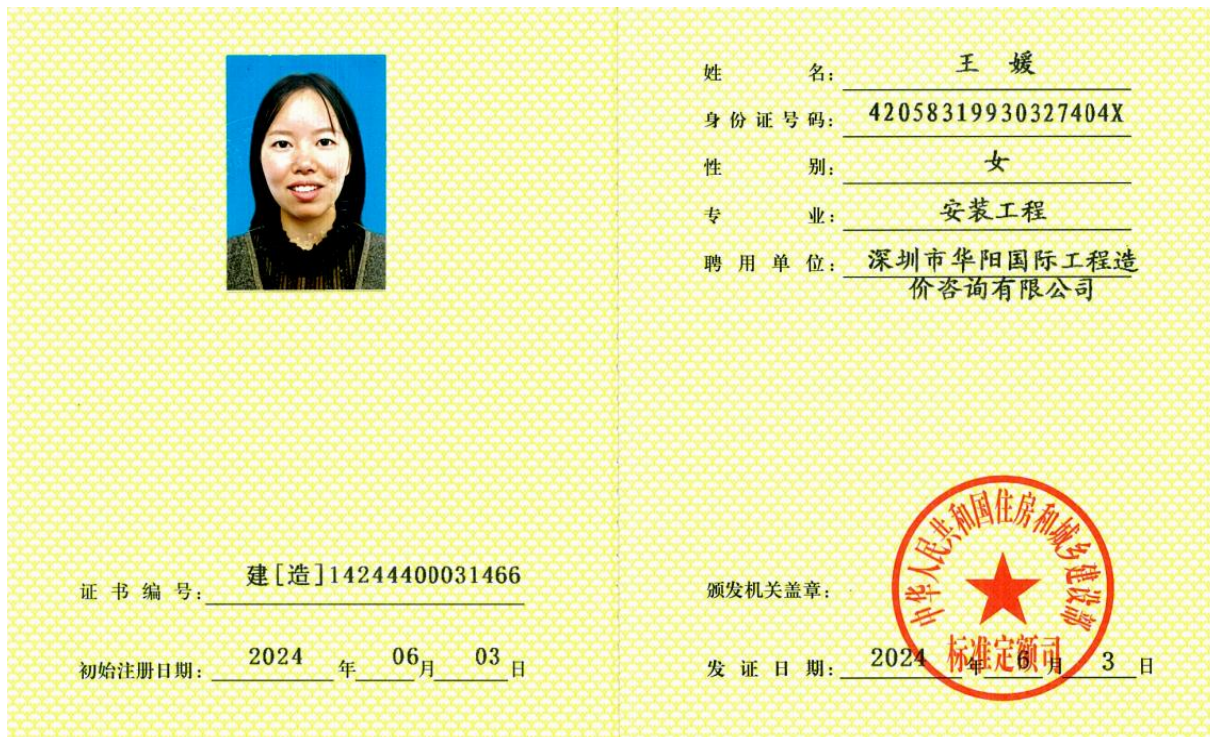 证书编号：建[造]14244400031466
初始注册日期：2024年06月03日
姓名：王媛
身份证号码：42058319930327404X
性别：女
专业：安装工程
聘用单位：深圳市华阳国际工程造
价咨询有限公司
颁发机关盖章：
中华人民共和国住房和城乡建设部
标准定额司
发证日期：2024年6月3日